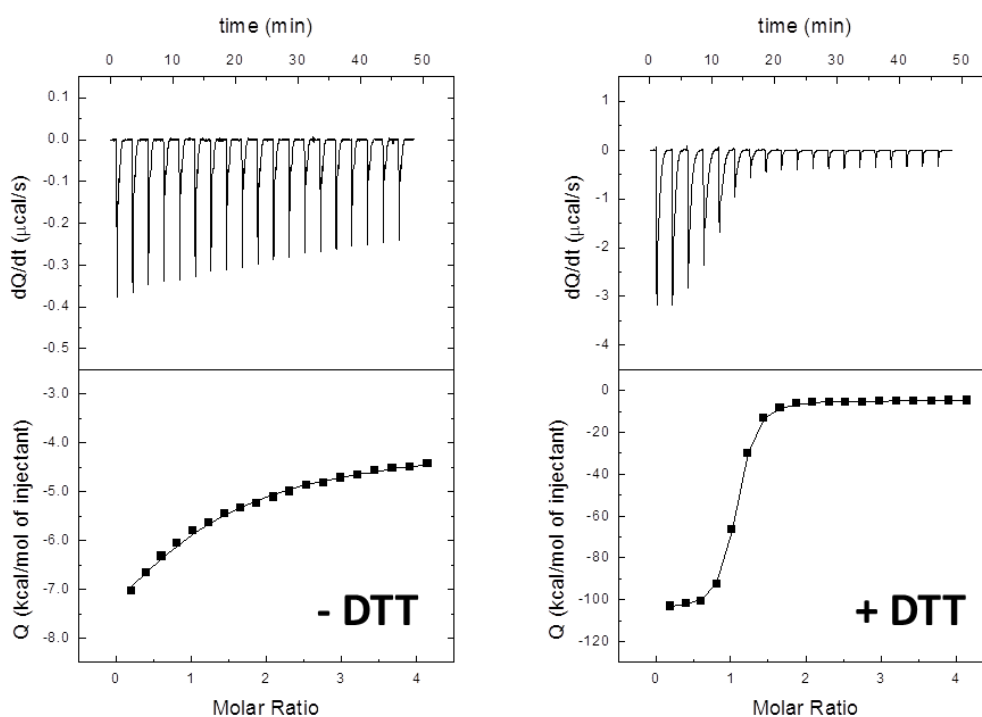 time (min)
0 10 20 30 40 50
0.1
0.0
-0.1
-0.2
-0.3
-0.4
-0.5
dQ/dt (μcal/s)
-3.0
-4.0
-5.0
-6.0
-7.0
-8.0
Q (kcal/mol of injectant)
- DTT
0 1 2 3 4
Molar Ratio
time (min)
0 10 20 30 40 50
1
0
-1
-2
-3
-4
dQ/dt (μcal/s)
0
-20
-40
-60
-80
-100
-120
Q (kcal/mol of injectant)
+ DTT
0 1 2 3 4
Molar Ratio